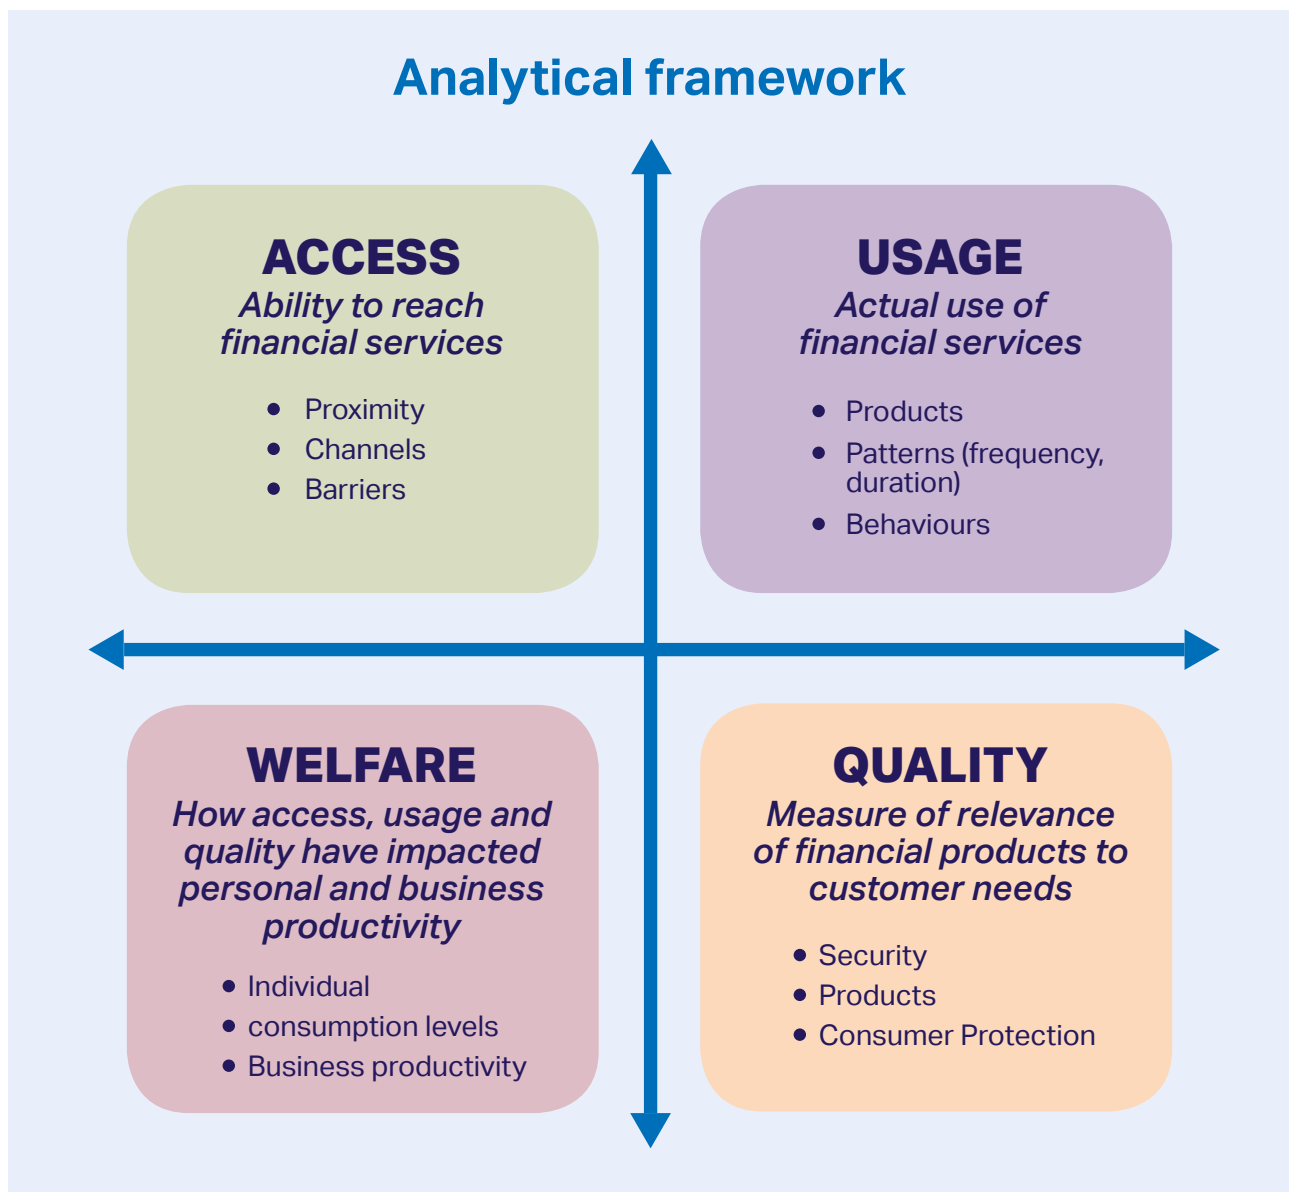 Analytical framework
ACCESS
Ability to reach
financial services
• Proximity
• Channels
• Barriers
USAGE
Actual use of
financial services
• Products
• Patterns (frequency,
duration)
• Behaviours
WELFARE
How access, usage and
quality have impacted
personal and business
productivity
• Individual
• consumption levels
• Business productivity
QUALITY
Measure of relevance
of financial products to
customer needs
• Security
• Products
• Consumer Protection